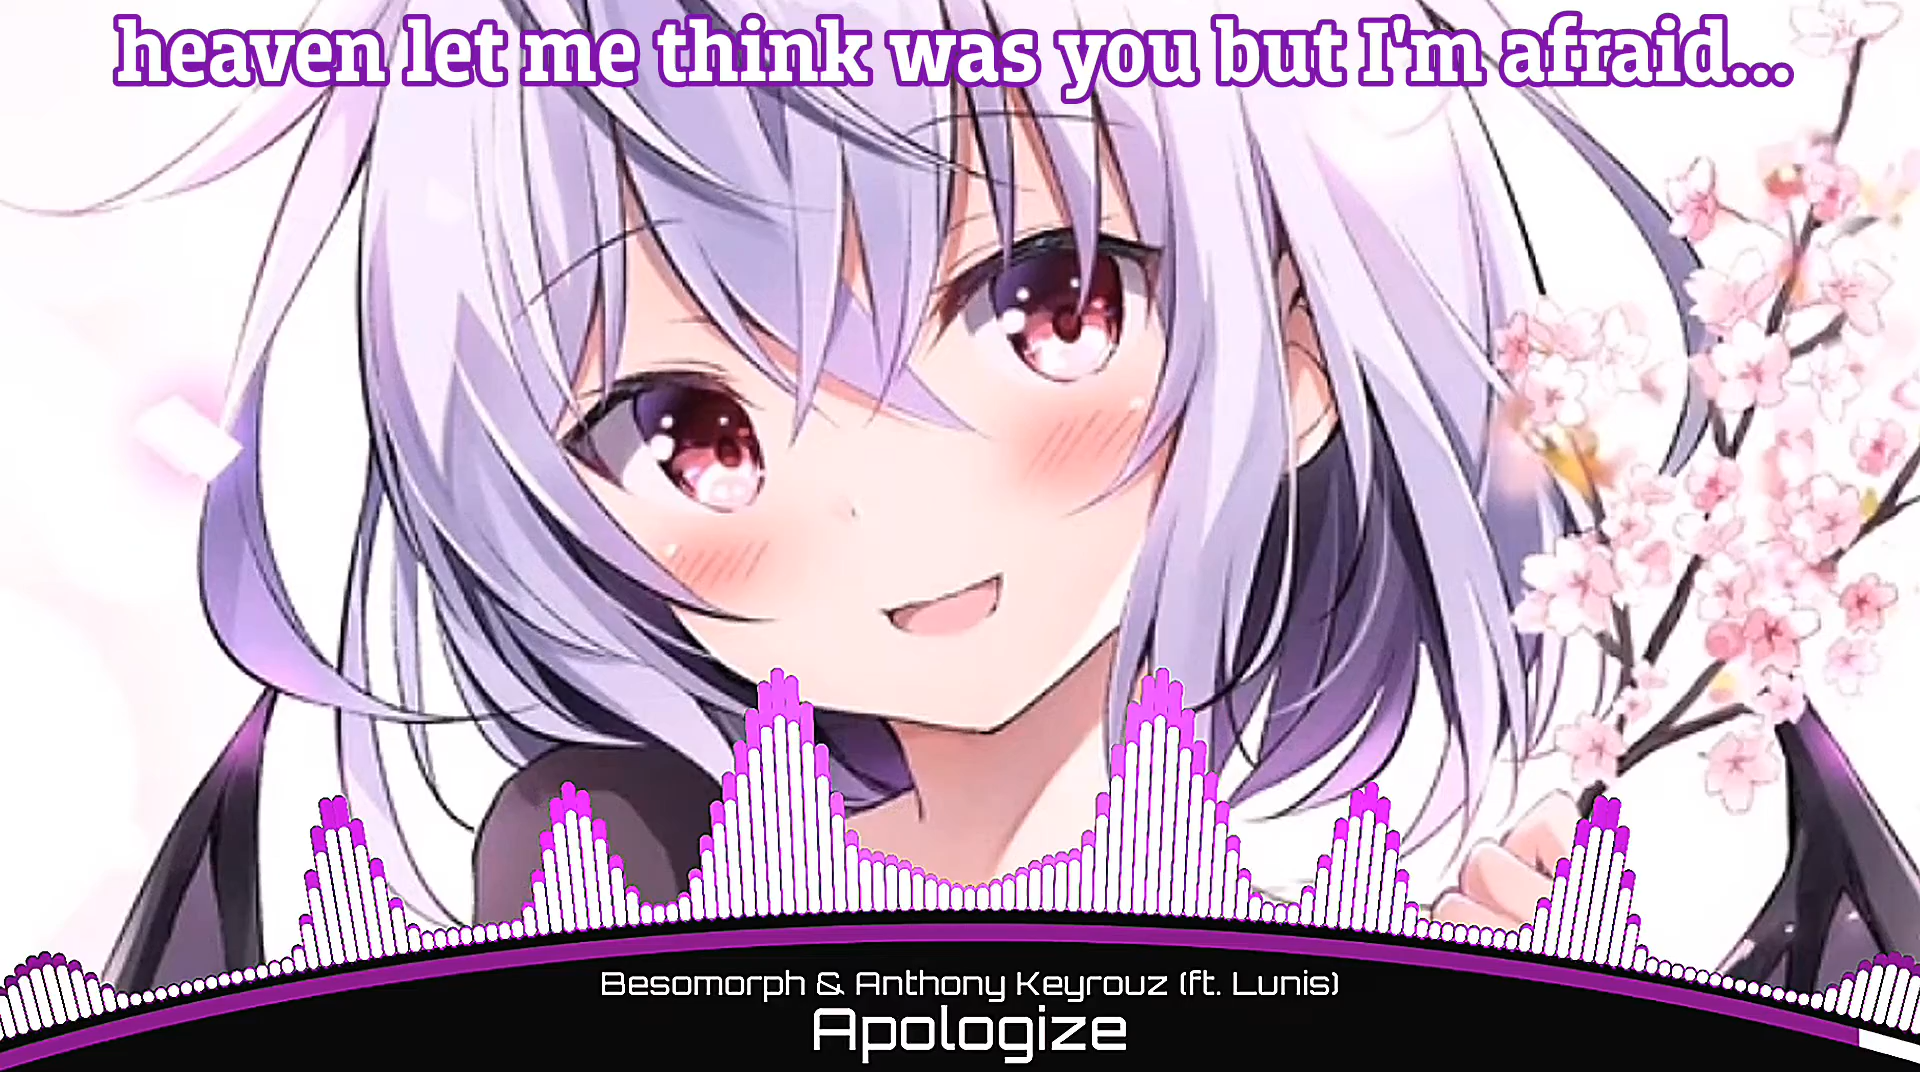 heaven let me think was you but I'm afraid...
Besomorph & Anthony Keyrouz (ft. Lunis)
Apologize